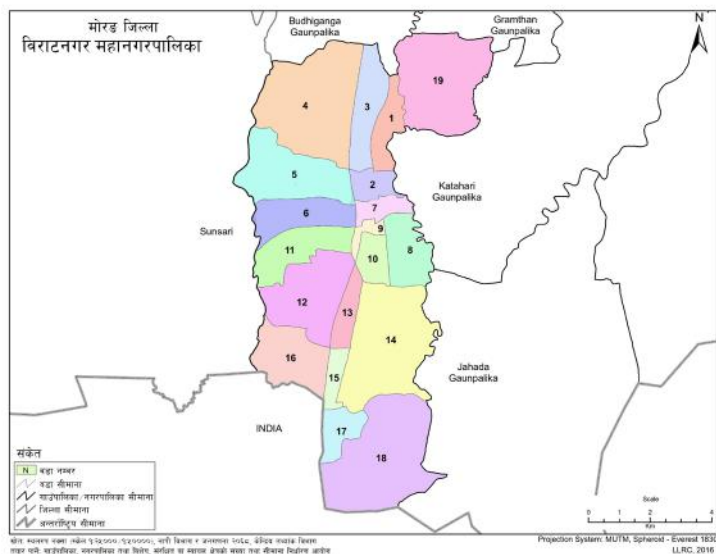 मोरङ जिल्ला
विराटनगर महानगरपालिका
Budhiganga
Gaunpalika
Gramthan
Gaunpalika
N
19
4
3
1
5
2
Katahari
Gaunpalika
7
6
Sunsari
9
8
11
10
12
13
14
16
15
Jahada
Gaunpalika
INDIA
17
18
संकेत
N वडा नम्बर
वडा सीमाना
गाउँपालिका/नगरपालिका सीमाना
जिल्ला सीमाना
अन्तर्राष्ट्रिय सीमाना
Scale
0 1 2 4
Km
Projection System: MUTM, Spheroid - Everest 1830
LLRC, 2016